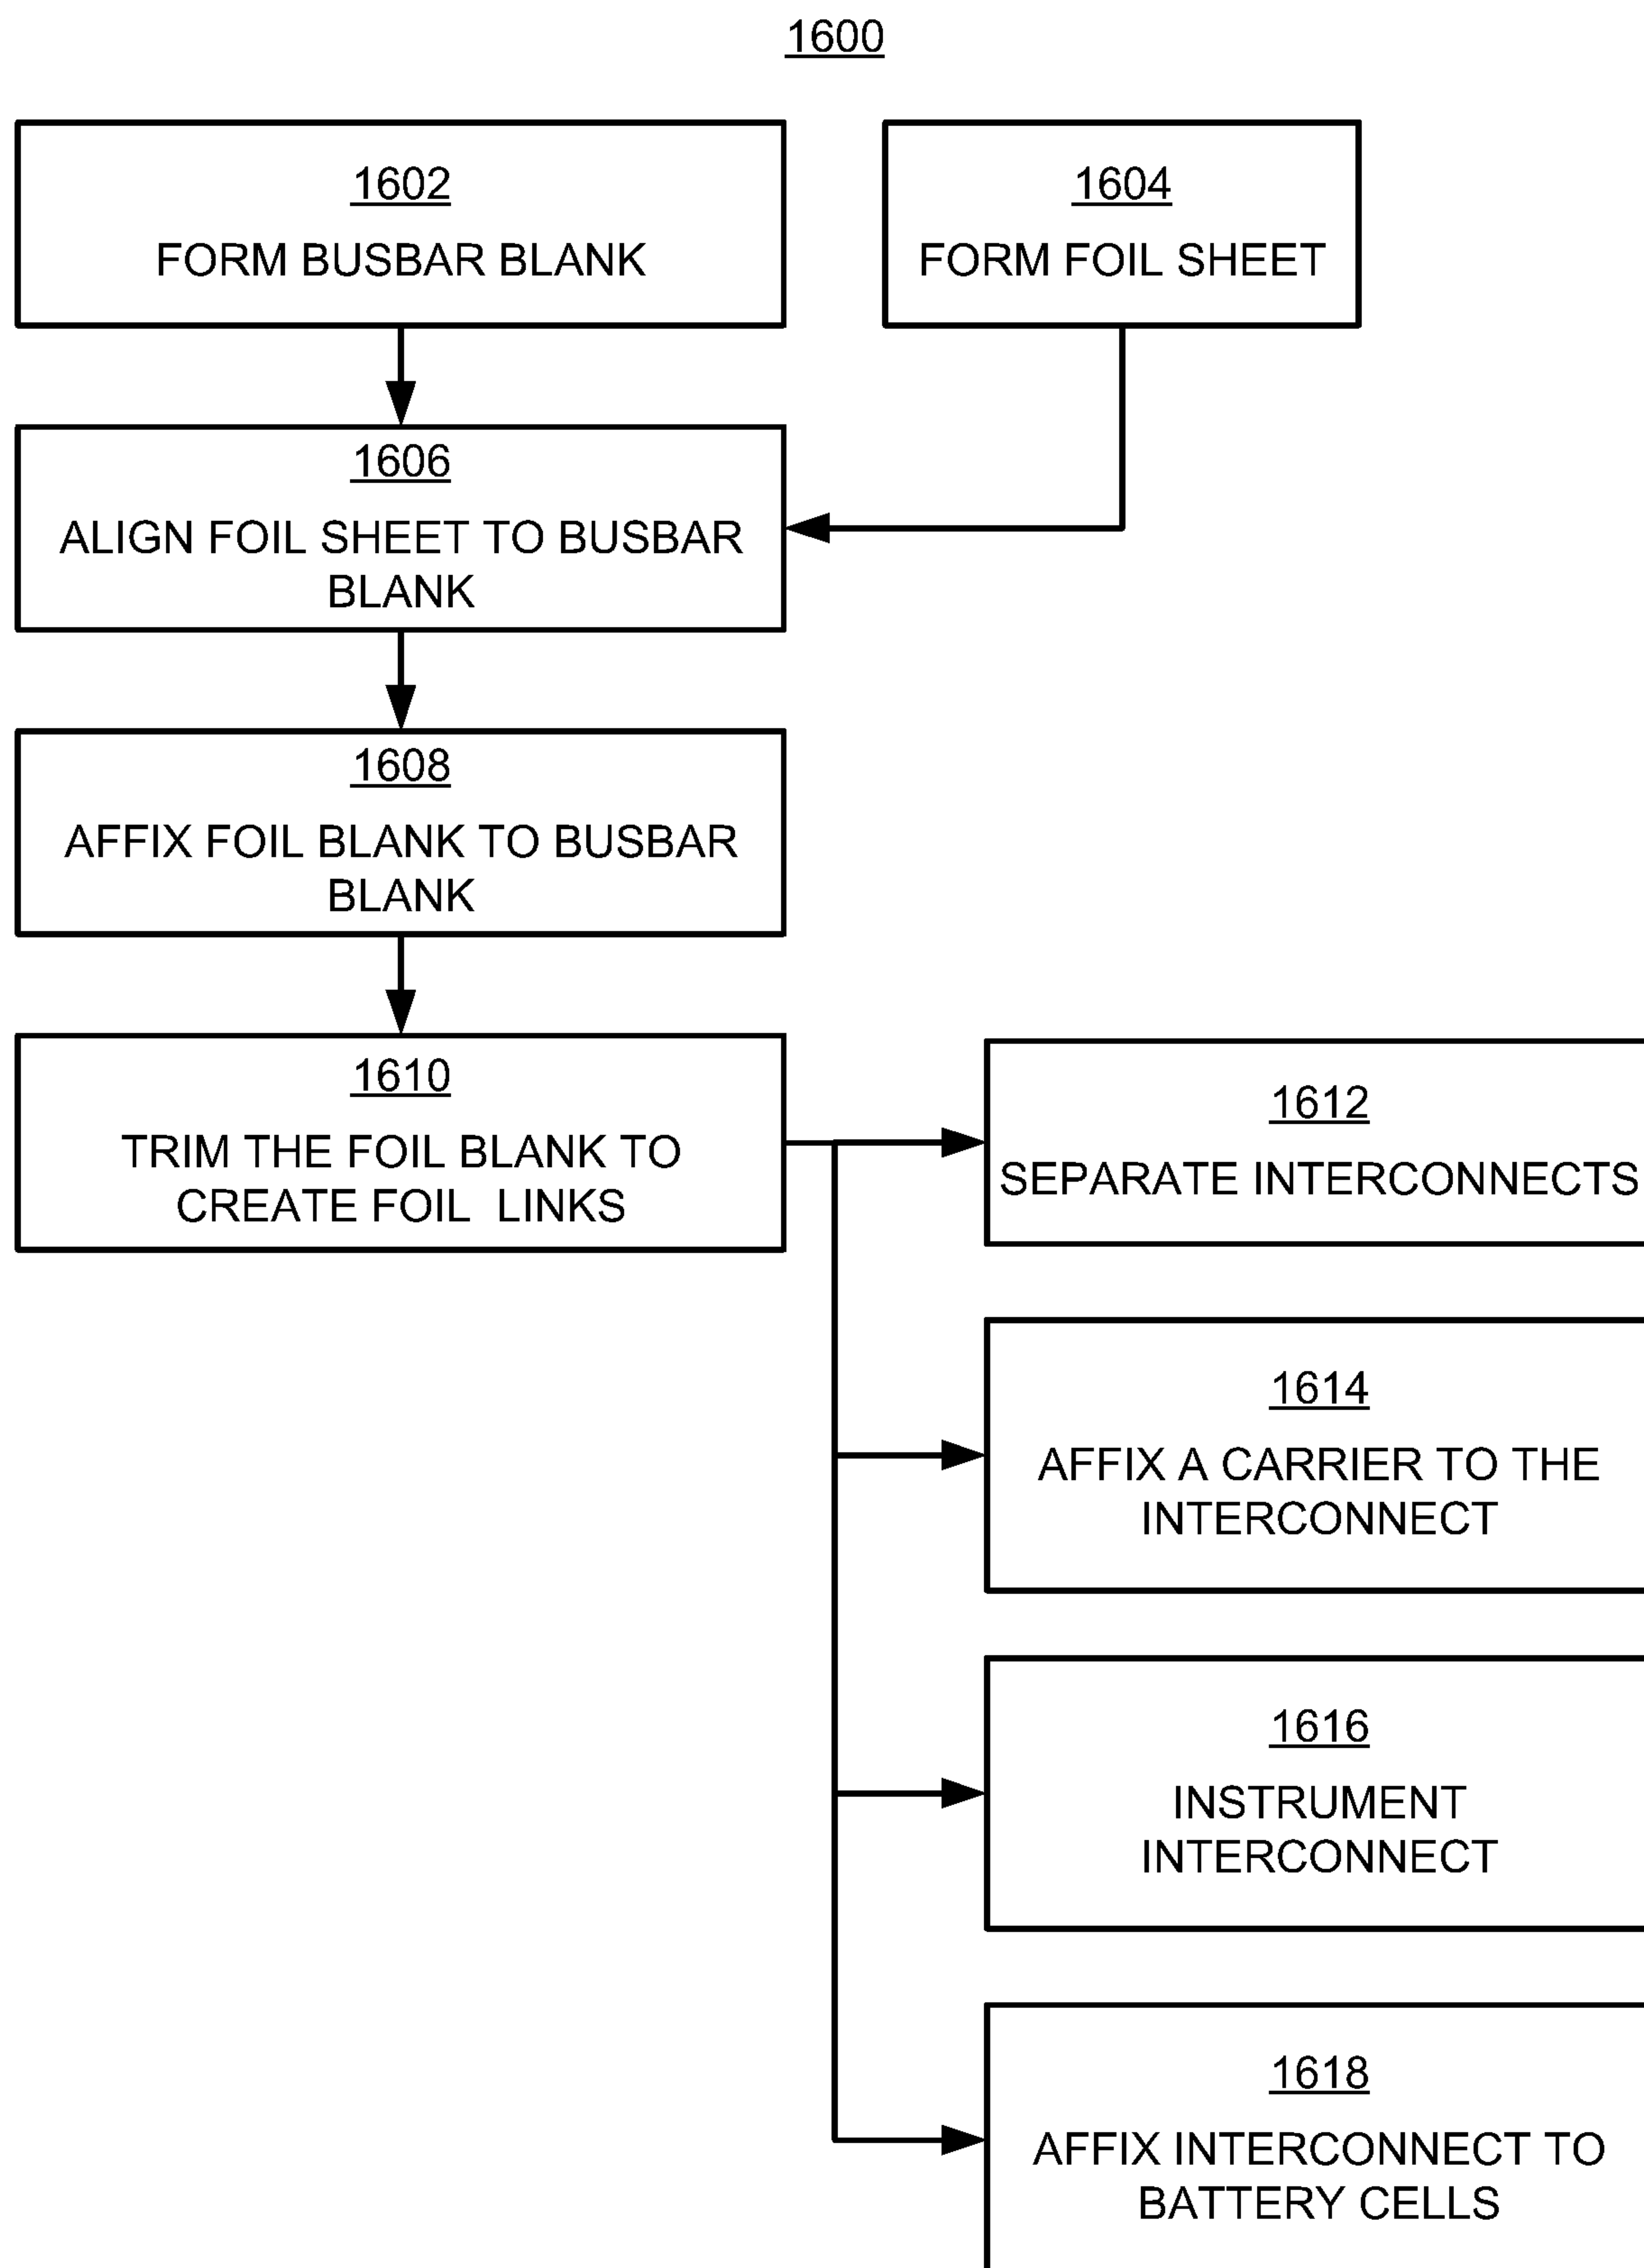 1600
1602
FORM BUSBAR BLANK
1604
FORM FOIL SHEET
1606
ALIGN FOIL SHEET TO BUSBAR
BLANK
1608
AFFIX FOIL BLANK TO BUSBAR
BLANK
1610
TRIM THE FOIL BLANK TO
CREATE FOIL LINKS
1612
SEPARATE INTERCONNECTS
1614
AFFIX A CARRIER TO THE
INTERCONNECT
1616
INSTRUMENT
INTERCONNECT
1618
AFFIX INTERCONNECT TO
BATTERY CELLS